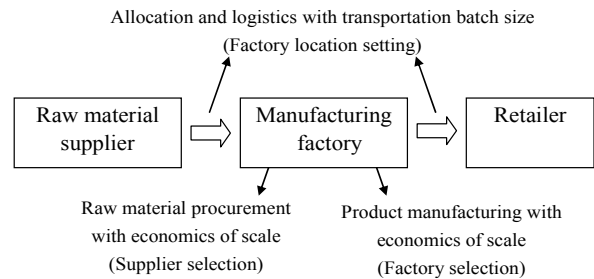 Allocation and logistics with transportation batch size
(Factory location setting)
Raw material
supplier
Manufacturing
factory
Retailer
Raw material procurement
with economics of scale
(Supplier selection)
Product manufacturing with
economics of scale
(Factory selection)